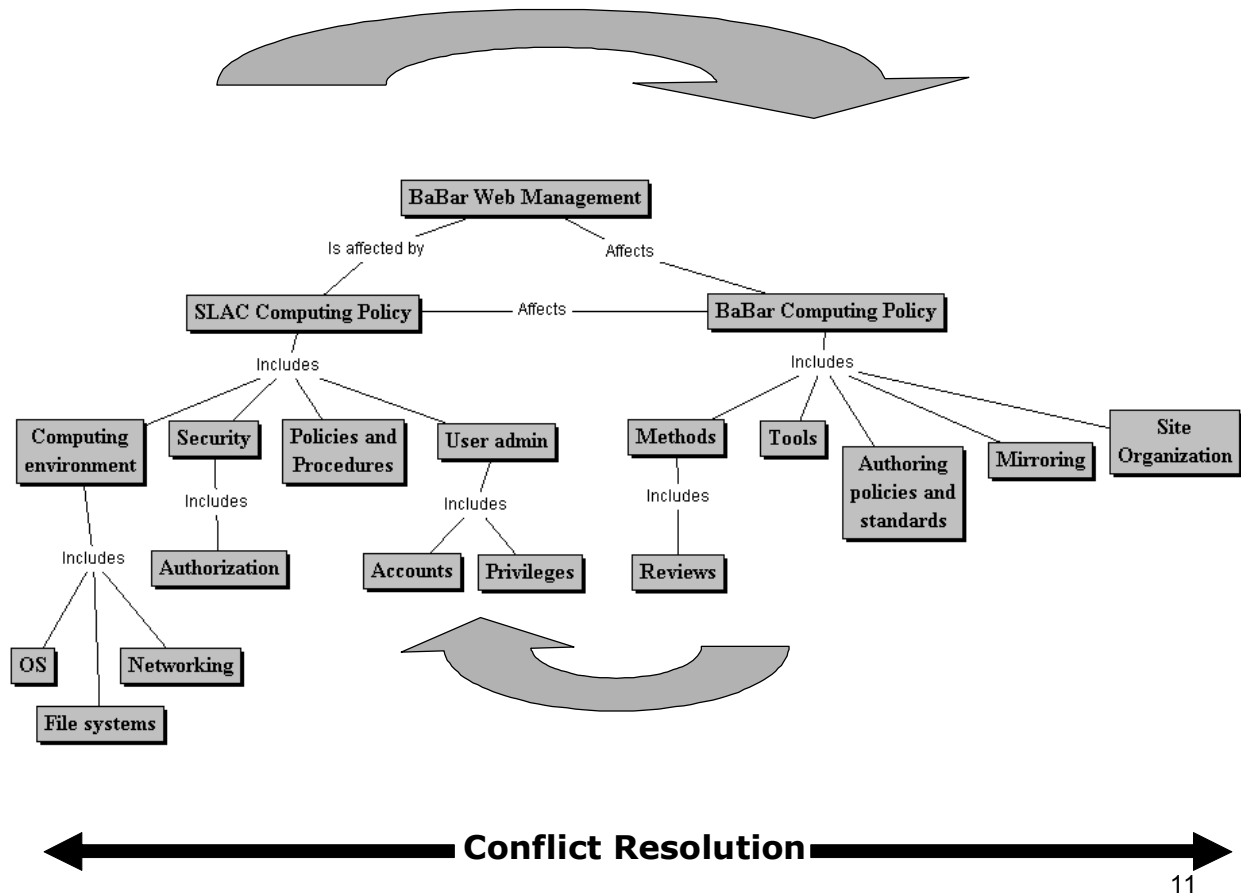 BaBar Web Management
Is affected by
Affects
SLAC Computing Policy
Affects
BaBar Computing Policy
Includes
Includes
Computing
environment
Security
Policies and
Procedures
User admin
Methods
Tools
Authoring
policies and
standards
Mirroring
Site
Organization
Includes
Includes
Includes
Includes
Authorization
Accounts
Privileges
Reviews
OS
Networking
File systems
Conflict Resolution
11